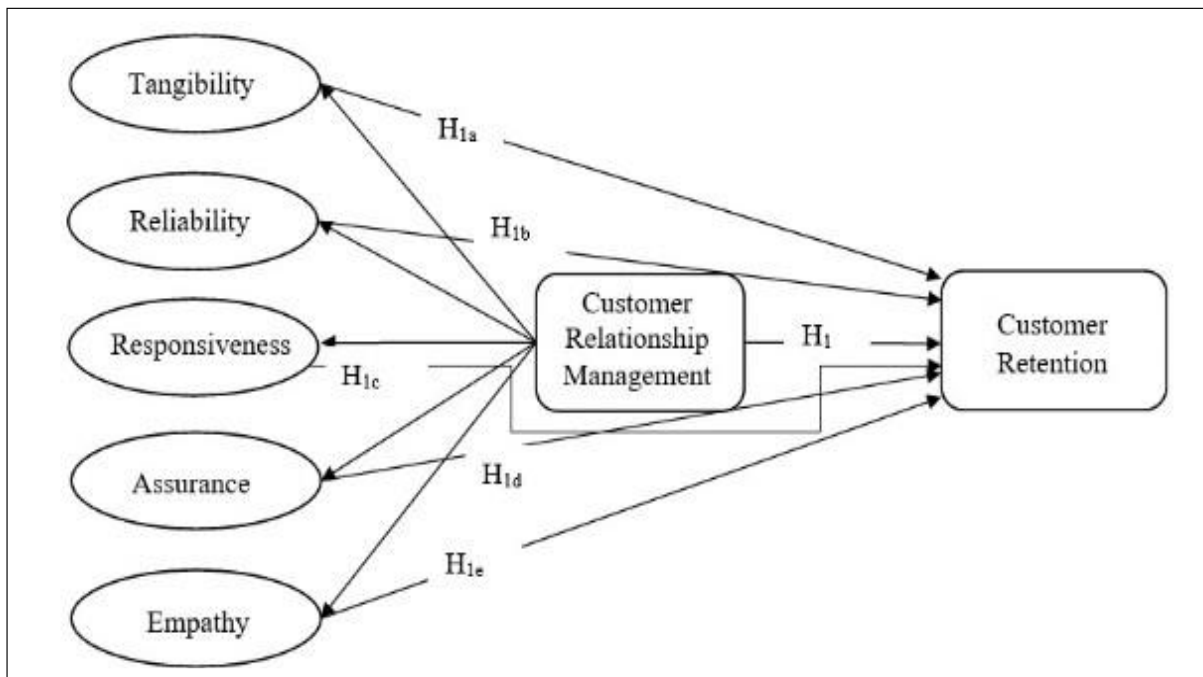 Tangibility
H1a
Reliability
H1b
Customer
Relationship
Management
H1
Customer
Retention
Responsiveness
H1c
Assurance
H1d
Empathy
H1e